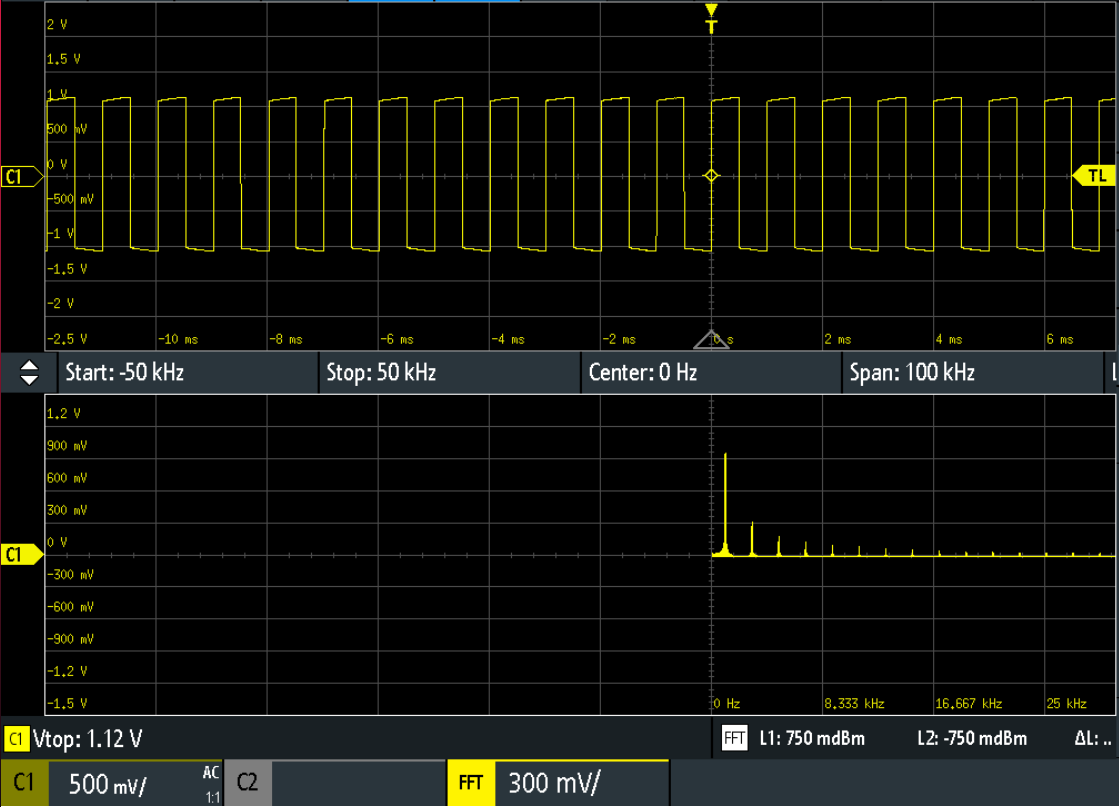 T
2 V
1.5 V
1 V
500 mV
0 V
C1
TL
-500 mV
-1 V
-1.5 V
-2 V
-2.5 V
-10 ms
-8 ms
-6 ms
-4 ms
-2 ms
0 s
2 ms
4 ms
6 ms
Start: -50 kHz
Stop: 50 kHz
Center: 0 Hz
Span: 100 kHz
1.2 V
900 mV
600 mV
300 mV
0 V
C1
-300 mV
-600 mV
-900 mV
-1.2 V
-1.5 V
0 Hz
8.333 kHz
16.667 kHz
25 kHz
C1 Vtop: 1.12 V
FFT L1: 750 mdBm L2: -750 mdBm ΔL: ..
C1 500 mV/ AC
1:1
C2
FFT 300 mV/